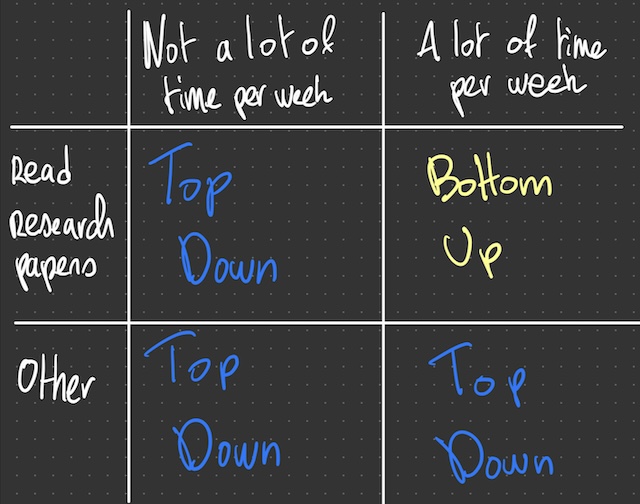 Not a lot of
time per week
A lot of time
per week
Read
Research
papers
Top
Down
Bottom
Up
Other
Top
Down
Top
Down